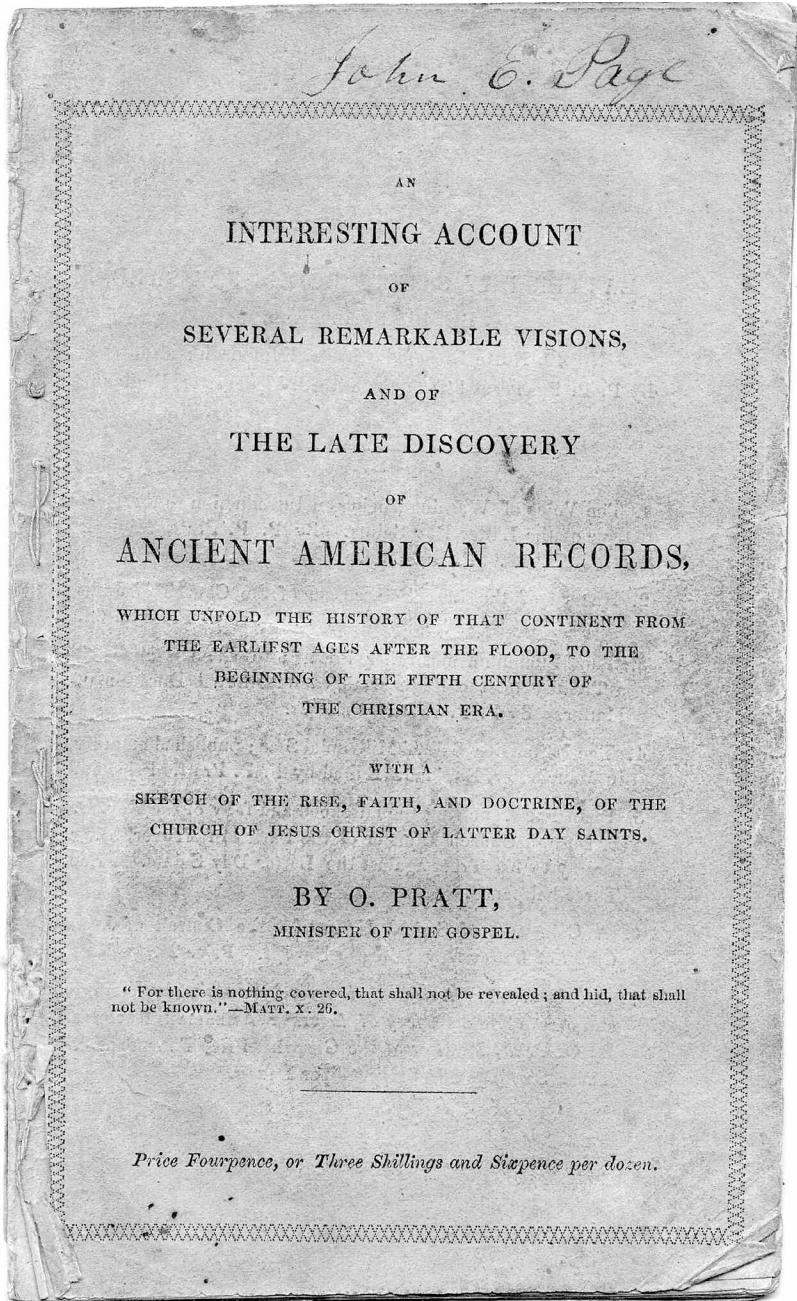 John E. Page
AN
INTERESTING ACCOUNT
OF
SEVERAL REMARKABLE VISIONS,
AND OF
THE LATE DISCOVERY
OF
ANCIENT AMERICAN RECORDS,
WHICH UNFOLD THE HISTORY OF THAT CONTINENT FROM
THE EARLIEST AGES AFTER THE FLOOD, TO THE
BEGINNING OF THE FIFTH CENTURY OF
THE CHRISTIAN ERA.
WITH A
SKETCH OF THE RISE, FAITH, AND DOCTRINE, OF THE
CHURCH OF JESUS CHRIST OF LATTER DAY SAINTS.
BY O. PRATT,
MINISTER OF THE GOSPEL.
“ For there is nothing covered, that shall not be revealed ; and hid, that shall
not be known.”—MATT. X. 26.
Price Fourpence, or Three Shillings and Sixpence per dozen.